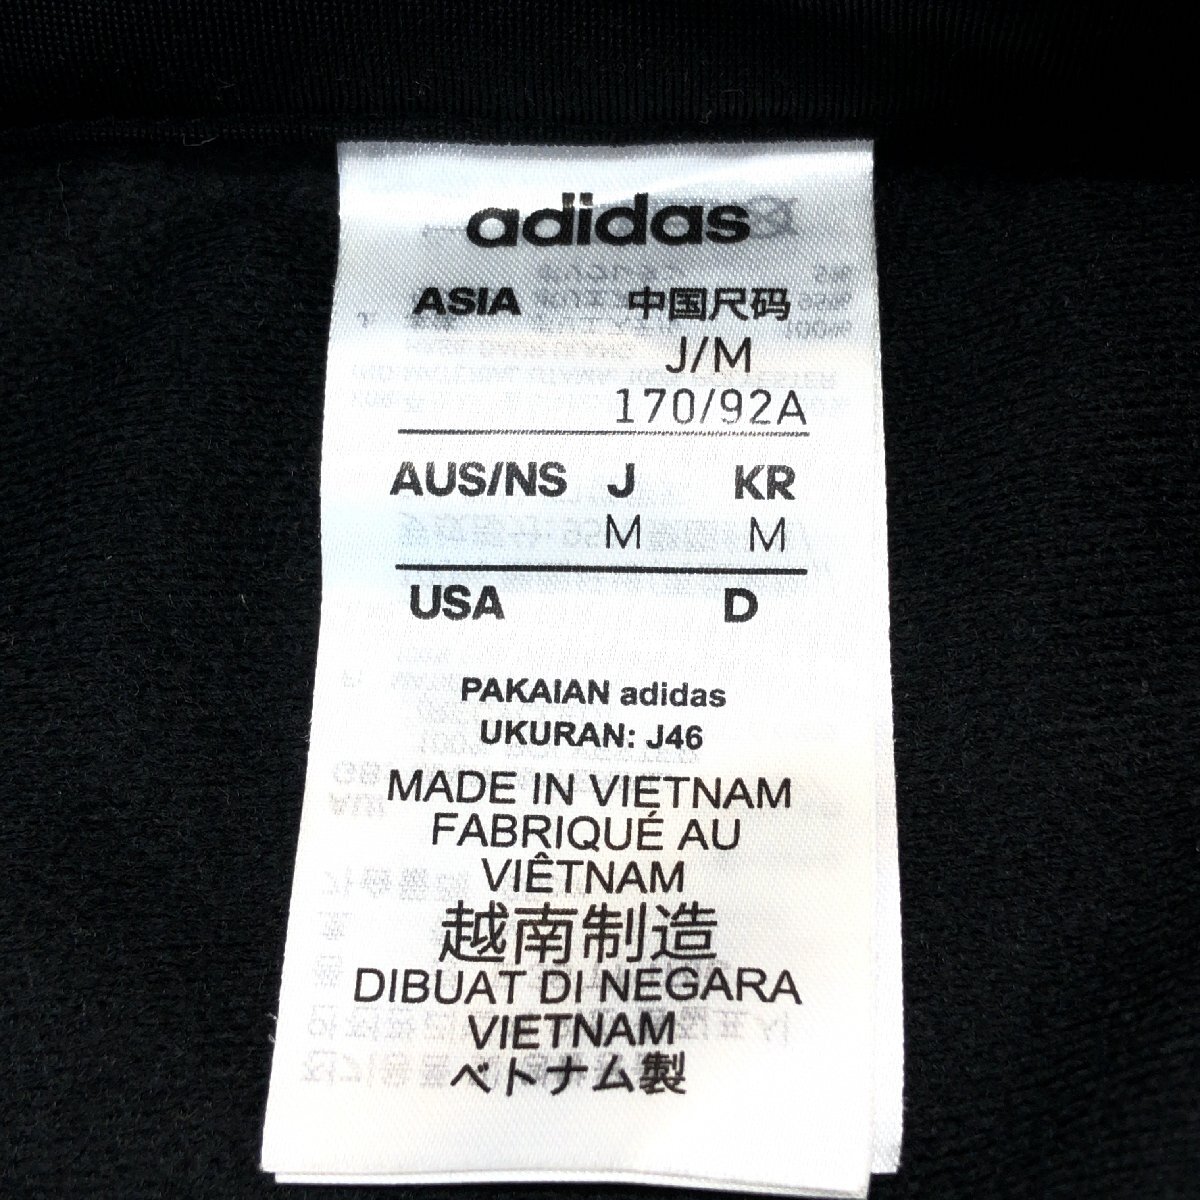 adidas
ASIA 中国尺码
J/M
170/92A
AUS/NS J KR
M M
USA D
PAKAIAN adidas
UKURAN: J46
MADE IN VIETNAM
FABRIQUÉ AU
VIÊTNAM
越南制造
DIBUAT DI NEGARA
VIETNAM
ベトナム製